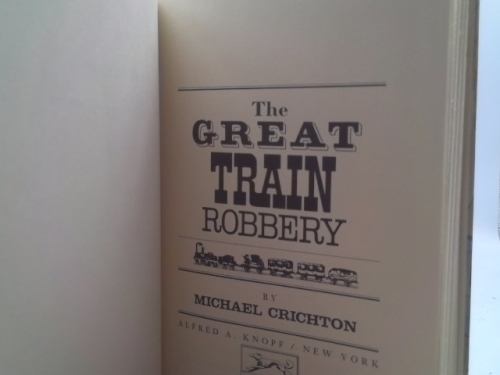 The
GREAT
TRAIN
ROBBERY
BY
MICHAEL CRICHTON
ALFRED A. KNOPF / NEW YORK